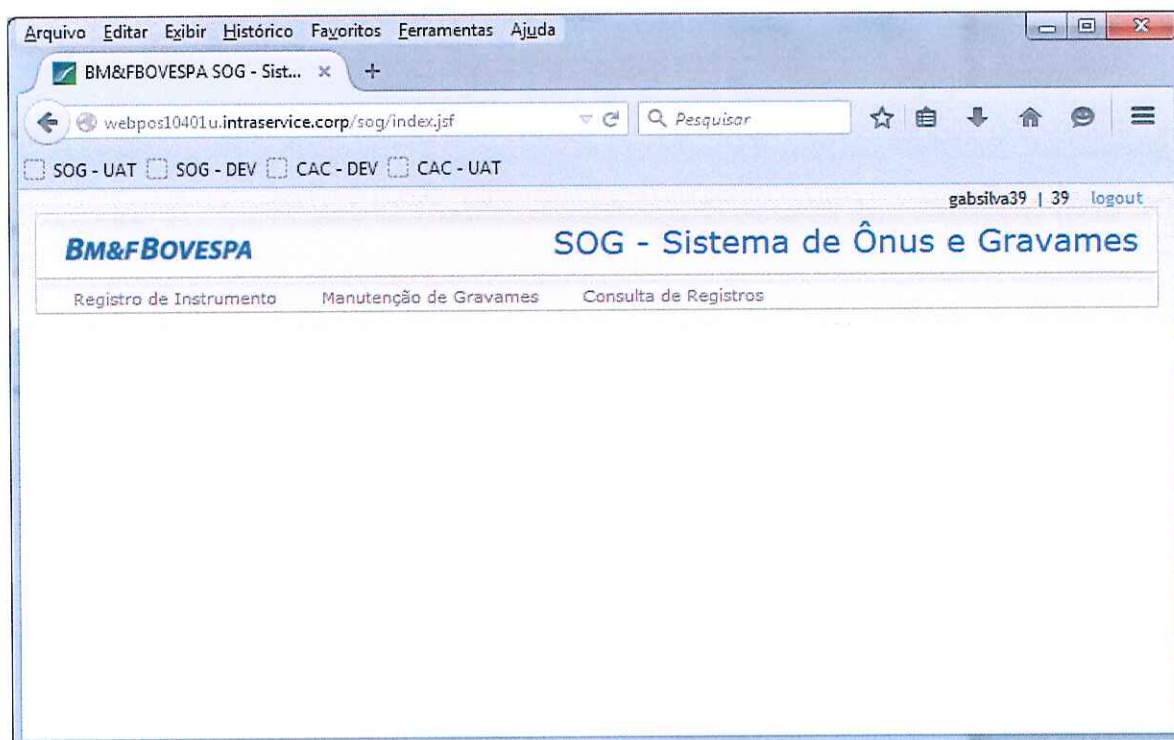 Arquivo Editar Exibir Histórico Favoritos Ferramentas Ajuda
BM&FBOVESPA SOG - Sist... × +
webpos10401u.intraservice.corp/sog/index.jsf Pesquisar
SOG - UAT SOG - DEV CAC - DEV CAC - UAT
gabsilva39 | 39 logout
BM&FBOVESPA SOG - Sistema de Ônus e Gravames
Registro de Instrumento Manutenção de Gravames Consulta de Registros